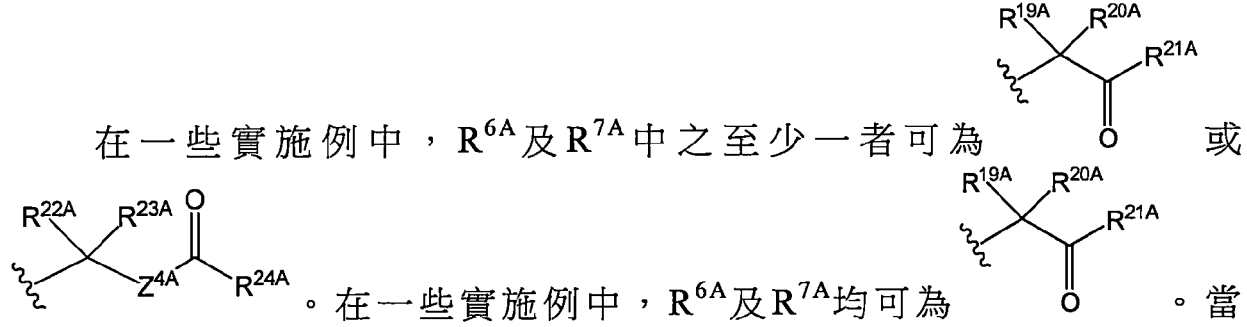 R19A R20A
R21A
O
在一些實施例中，R6A及R7A中之至少一者可為 或
R22A R23A O
Z4A R24A
R19A R20A
R21A
O
。在一些實施例中，R6A及R7A均可為 。當